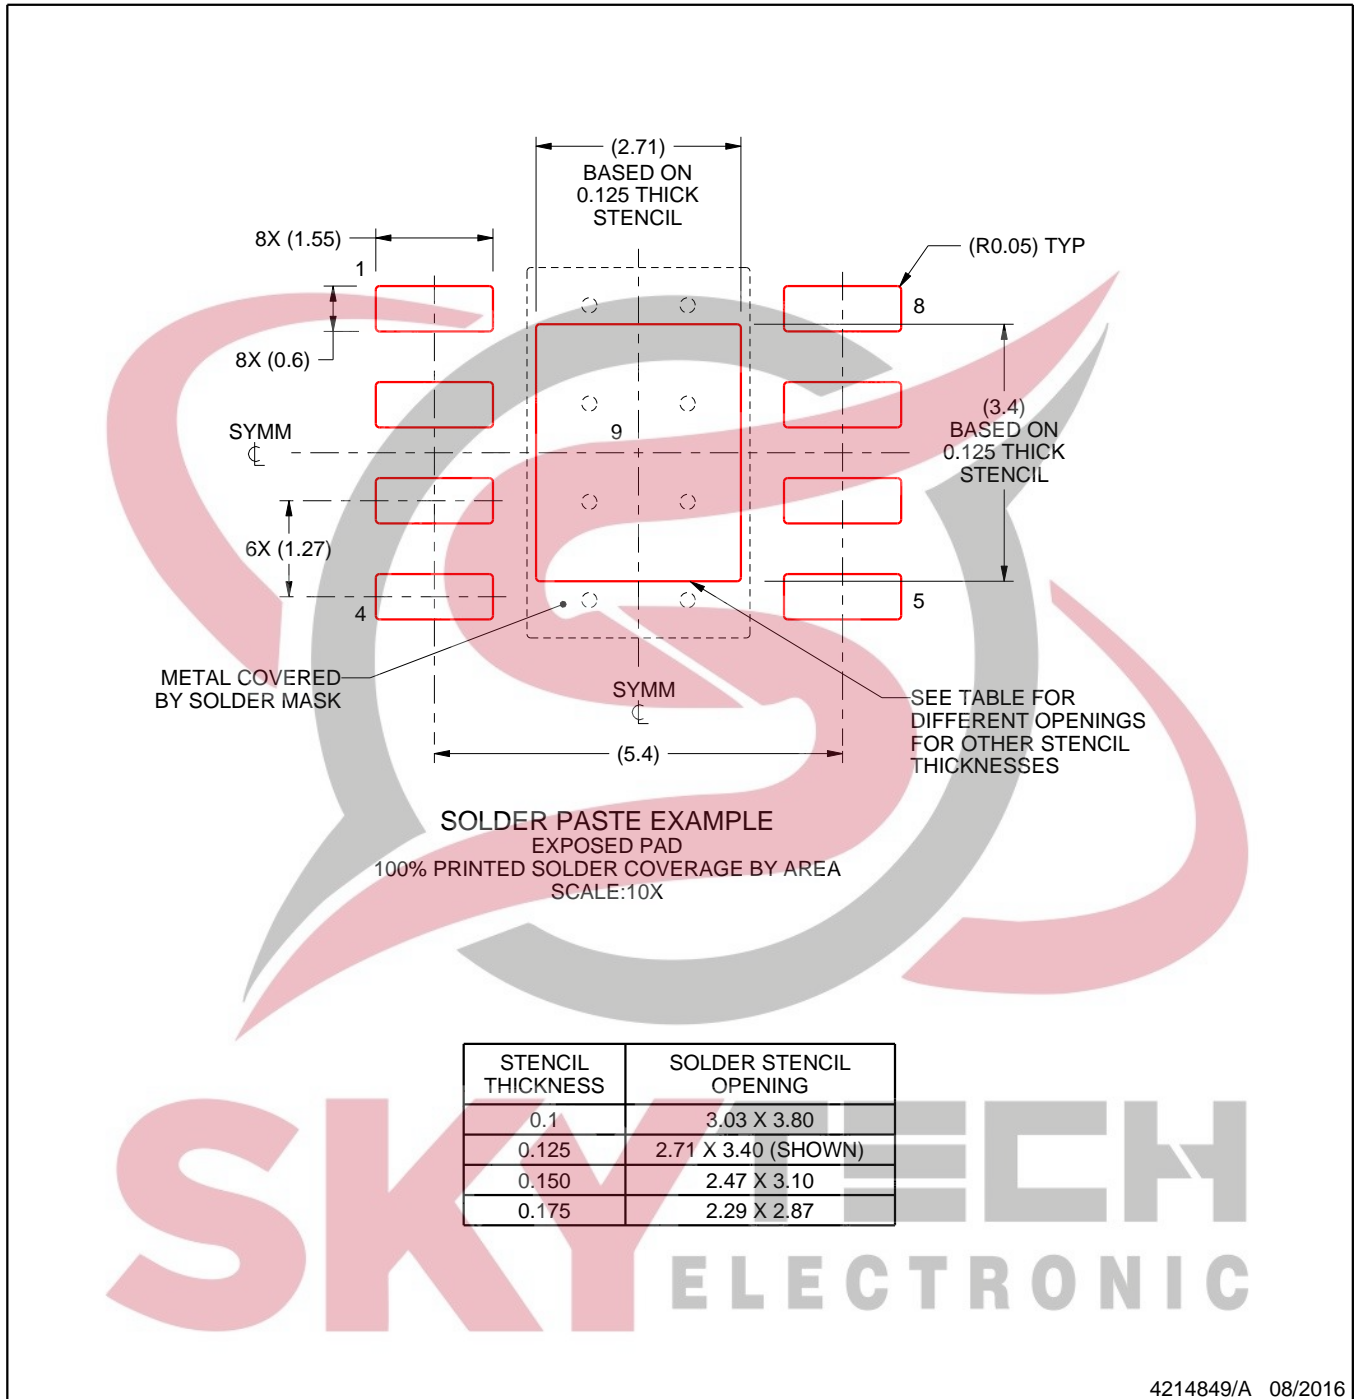 (2.71)
BASED ON
0.125 THICK
STENCIL
8X (1.55)
(R0.05) TYP
1
8
8X (0.6)
(3.4)
BASED ON
0.125 THICK
STENCIL
9
SYMM
6X (1.27)
4
5
METAL COVERED
BY SOLDER MASK
SYMM
SEE TABLE FOR
DIFFERENT OPENINGS
FOR OTHER STENCIL
THICKNESSES
(5.4)
SOLDER PASTE EXAMPLE
EXPOSED PAD
100% PRINTED SOLDER COVERAGE BY AREA
SCALE:10X
STENCIL THICKNESS SOLDER STENCIL OPENING
0.1 3.03 X 3.80
0.125 2.71 X 3.40 (SHOWN)
0.150 2.47 X 3.10
0.175 2.29 X 2.87
SKYTECH
ELECTRONIC
4214849/A 08/2016